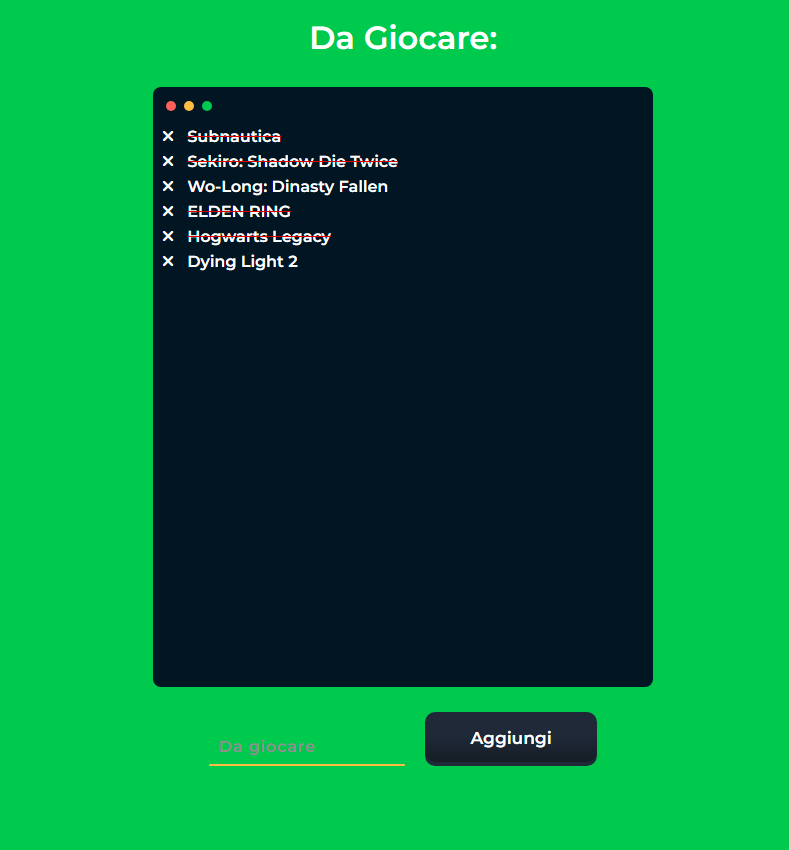 Da Giocare:
Subnautica
Sekiro: Shadow Die Twice
Wo-Long: Dinasty Fallen
ELDEN RING
Hogwarts Legacy
Dying Light 2
Da giocare
Aggiungi